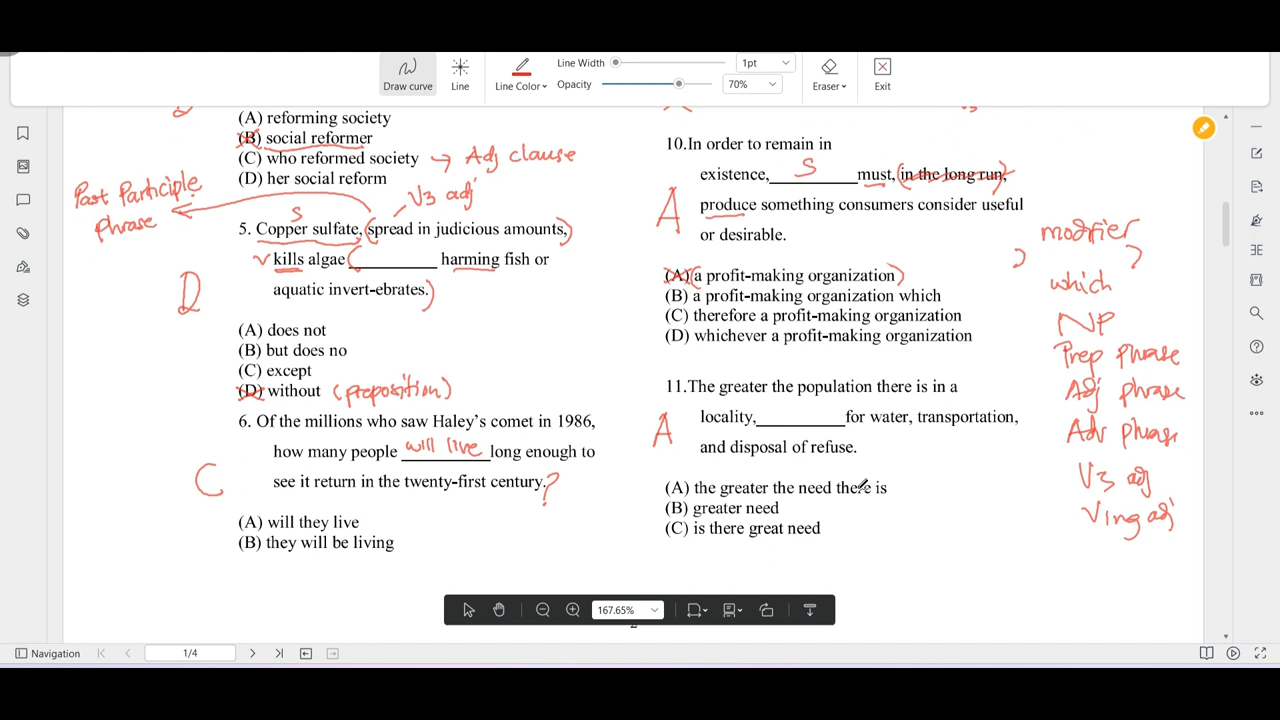 Line Width
1pt
Opacity
70%
Draw curve
Line
Line Color
Eraser
Exit
(A) reforming society
(B) social reformer
(C) who reformed society → Adj clause
(D) her social reform
Past Participle
phrase
V3 adj
S
5. Copper sulfate, (spread in judicious amounts,)
V kills algae (____________ harming fish or
aquatic invert-ebrates.)
D
(A) does not
(B) but does no
(C) except
(D) without (preposition)
6. Of the millions who saw Haley's comet in 1986,
how many people will live long enough to
see it return in the twenty-first century.?
C
(A) will they live
(B) they will be living
10.In order to remain in
existence,_____S_____must, (in the long run,)
A
produce something consumers consider useful
or desirable.
(A) (a profit-making organization)
(B) a profit-making organization which
(C) therefore a profit-making organization
(D) whichever a profit-making organization
11.The greater the population there is in a
locality,____________for water, transportation,
A
and disposal of refuse.
(A) the greater the need there is
(B) greater need
(C) is there great need
modifier
, ,
which
NP
Prep phrase
Adj phrase
Adv phrase
V3 adj
Ving adj
167.65%
Navigation
1/4